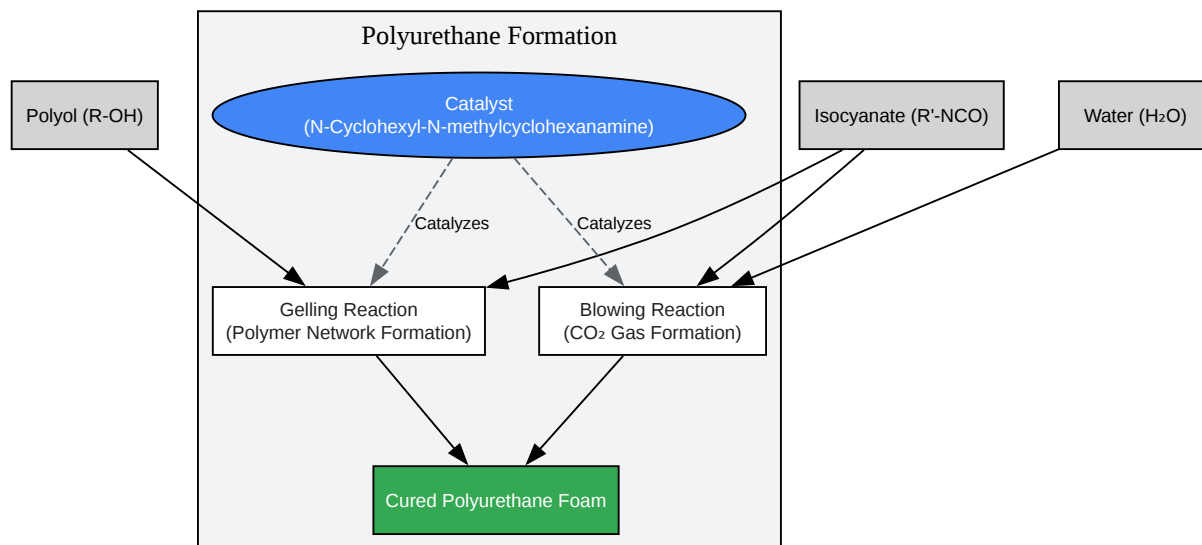 Polyurethane Formation
Catalyst
(N-Cyclohexyl-N-methylcyclohexanamine)
Polyol (R-OH)
Isocyanate (R'-NCO)
Water (H₂O)
Catalyzes
Catalyzes
Gelling Reaction
(Polymer Network Formation)
Blowing Reaction
(CO₂ Gas Formation)
Cured Polyurethane Foam